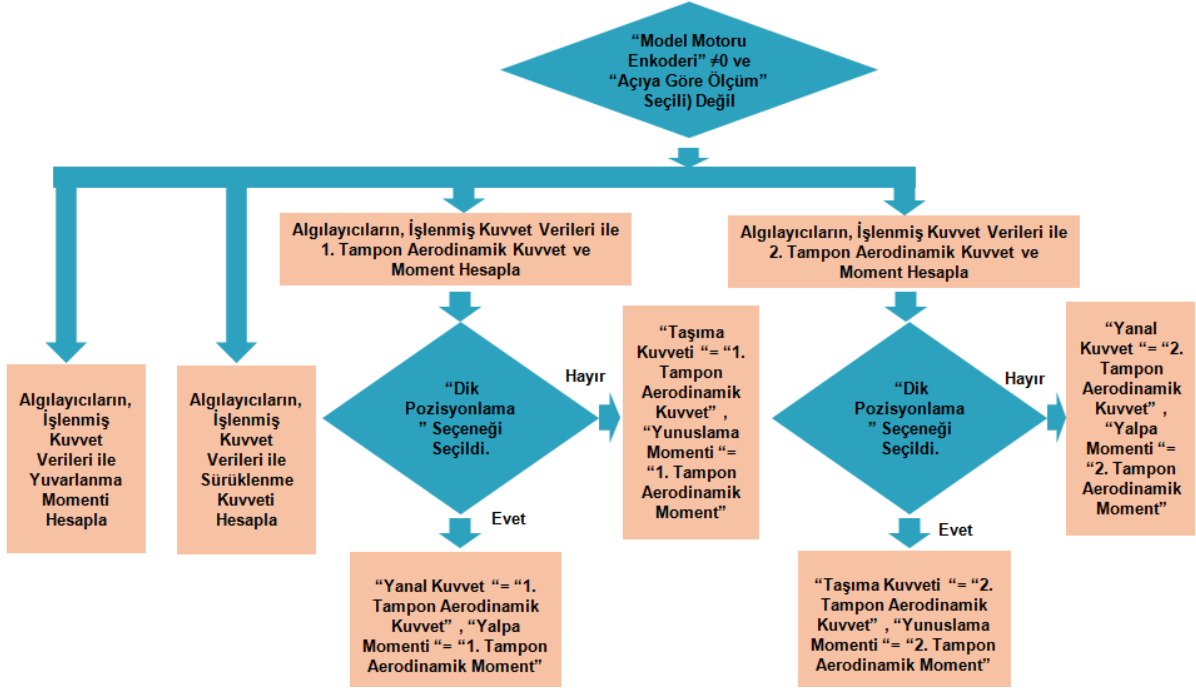 “Model Motoru
Enkoderi” ≠0 ve
“Açıya Göre Ölçüm”
Seçili) Değil
Algılayıcıların, İşlenmiş Kuvvet Verileri ile
1. Tampon Aerodinamik Kuvvet ve
Moment Hesapla
Algılayıcıların, İşlenmiş Kuvvet Verileri ile
2. Tampon Aerodinamik Kuvvet ve
Moment Hesapla
Algılayıcıların,
İşlenmiş
Kuvvet
Verileri ile
Yuvarlanma
Momenti
Hesapla
Algılayıcıların,
İşlenmiş
Kuvvet
Verileri ile
Sürüklenme
Kuvveti
Hesapla
“Dik
Pozisyonlama
” Seçeneği
Seçildi.
Hayır
“Taşıma
Kuvveti “= “1.
Tampon
Aerodinamik
Kuvvet” ,
“Yunuslama
Momenti “=
“1. Tampon
Aerodinamik
Moment”
“Dik
Pozisyonlama
” Seçeneği
Seçildi.
Hayır
“Yanal
Kuvvet “= “2.
Tampon
Aerodinamik
Kuvvet” ,
“Yalpa
Momenti “=
“2. Tampon
Aerodinamik
Moment”
Evet
“Yanal Kuvvet “= “1.
Tampon Aerodinamik
Kuvvet” , “Yalpa
Momenti “= “1. Tampon
Aerodinamik Moment”
Evet
“Taşıma Kuvveti “= “2.
Tampon Aerodinamik
Kuvvet” , “Yunuslama
Momenti “= “2. Tampon
Aerodinamik Moment”